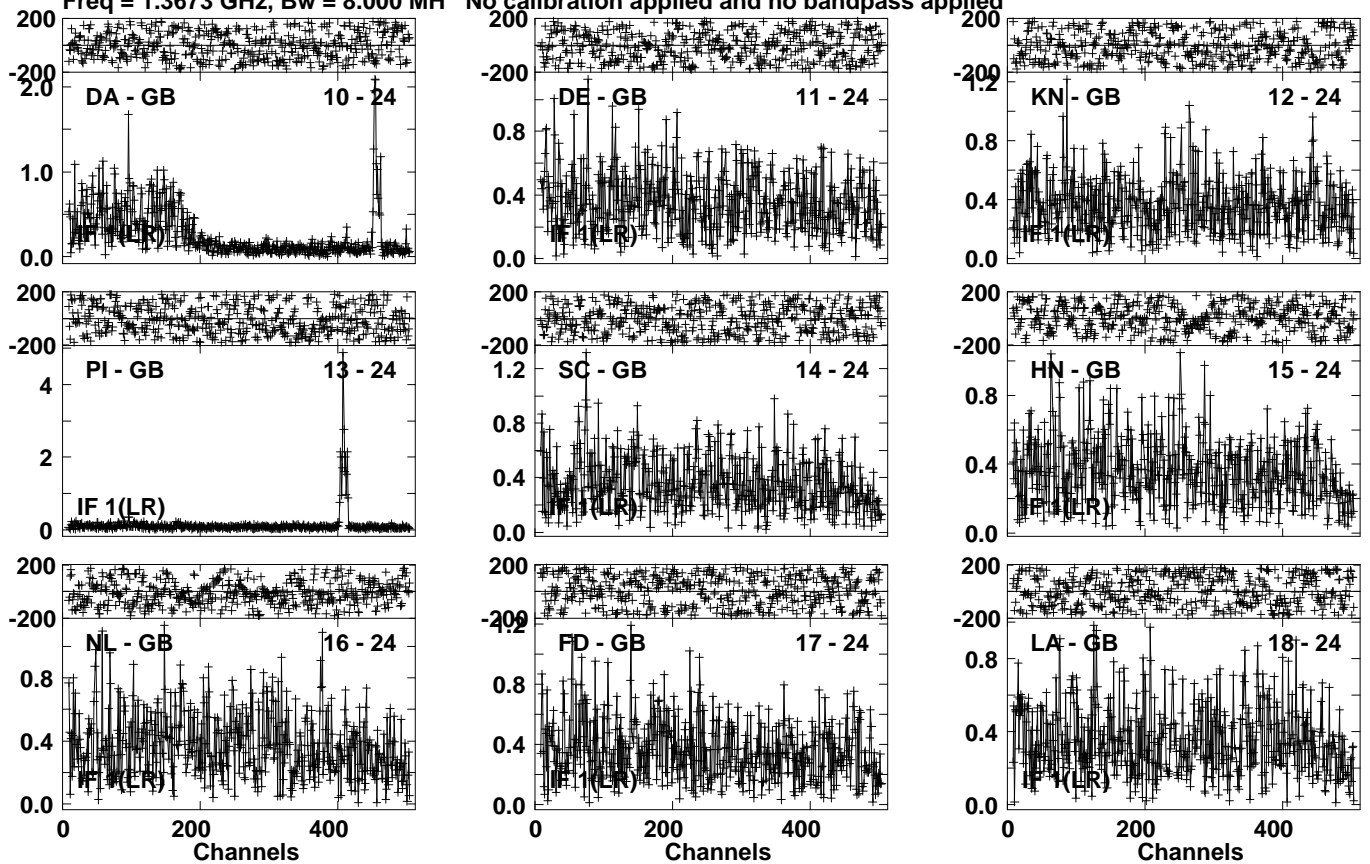 Freq = 1.3673 GHz, Bw = 8.000 MH No calibration applied and no bandpass applied
200 200 200
-200 -200 -200
2.0 DA - GB 10 - 24 DE - GB 11 - 24 1.2 KN - GB 12 - 24
0.8 0.8
1.0
0.4 0.4
IF 1(LR) IF 1(LR) IF 1(LR)
0.0 0.0 0.0
200 200 200
-200 -200 -200
PI - GB 13 - 24 SC - GB 14 - 24 HN - GB 15 - 24
4 1.2 0.8
0.8
2 0.4
0.4
IF 1(LR) IF 1(LR) IF 1(LR)
0 0.0 0.0
200 200 200
-200 -200 -200
NL - GB 16 - 24 1.2 FD - GB 17 - 24 LA - GB 18 - 24
0.8 0.8 0.8
0.4 0.4 0.4
IF 1(LR) IF 1(LR) IF 1(LR)
0.0 0.0 0.0
0 200 400 0 200 400 0 200 400
Channels Channels Channels